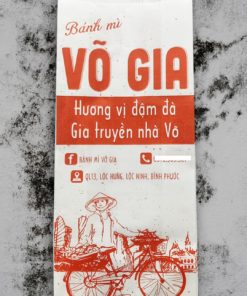 Bánh mì
VÕ GIA
Hương vị đậm đà
Gia truyền nhà Võ
BÁNH MÌ VÕ GIA
QL13, LỘC HƯNG, LỘC NINH, BÌNH PHƯỚC